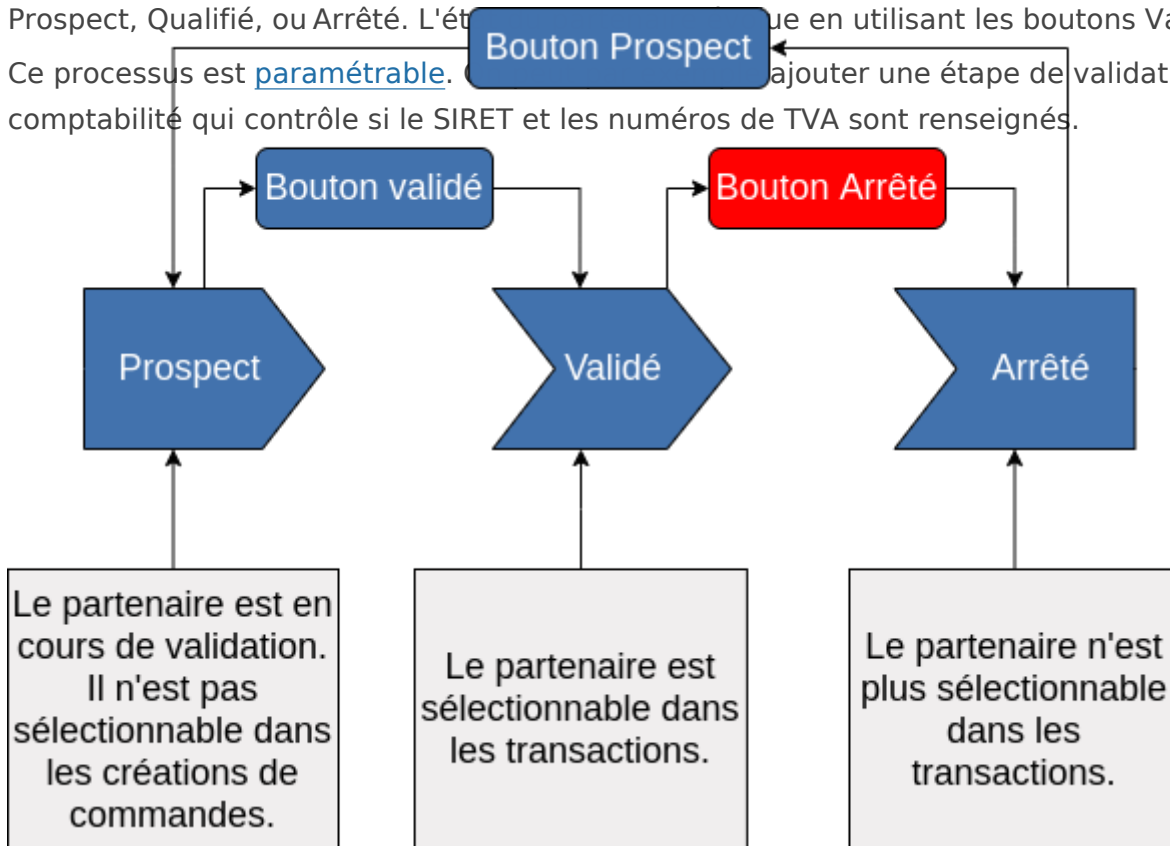 Prospect, Qualifié, ou Arrêté. L'ét ue en utilisant les boutons Va
Bouton Prospect
Ce processus est paramétrable. ajouter une étape de validat
comptabilité qui contrôle si le SIRET et les numéros de TVA sont renseignés.
Bouton validé
Bouton Arrêté
Prospect
Validé
Arrêté
Le partenaire est en
cours de validation.
Il n'est pas
sélectionnable dans
les créations de
commandes.
Le partenaire est
sélectionnable dans
les transactions.
Le partenaire n'est
plus sélectionnable
dans les
transactions.